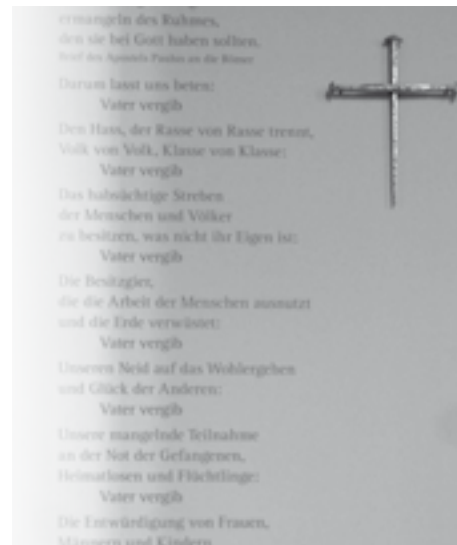 ermangeln des Ruhmes,
den sie bei Gott haben sollten.
Brief des Apostels Paulus an die Römer
Darum lasst uns beten:
Vater vergib
Den Hass, der Rasse von Rasse trennt,
Volk von Volk, Klasse von Klasse:
Vater vergib
Das habsüchtige Streben
der Menschen und Völker
zu besitzen, was nicht ihr Eigen ist:
Vater vergib
Die Besitzgier,
die die Arbeit der Menschen ausnutzt
und die Erde verwüstet:
Vater vergib
Unseren Neid auf das Wohlergehen
und Glück der Anderen:
Vater vergib
Unsere mangelnde Teilnahme
an der Not der Gefangenen,
Heimatlosen und Flüchtlinge:
Vater vergib
Die Entwürdigung von Frauen,
Männern und Kindern